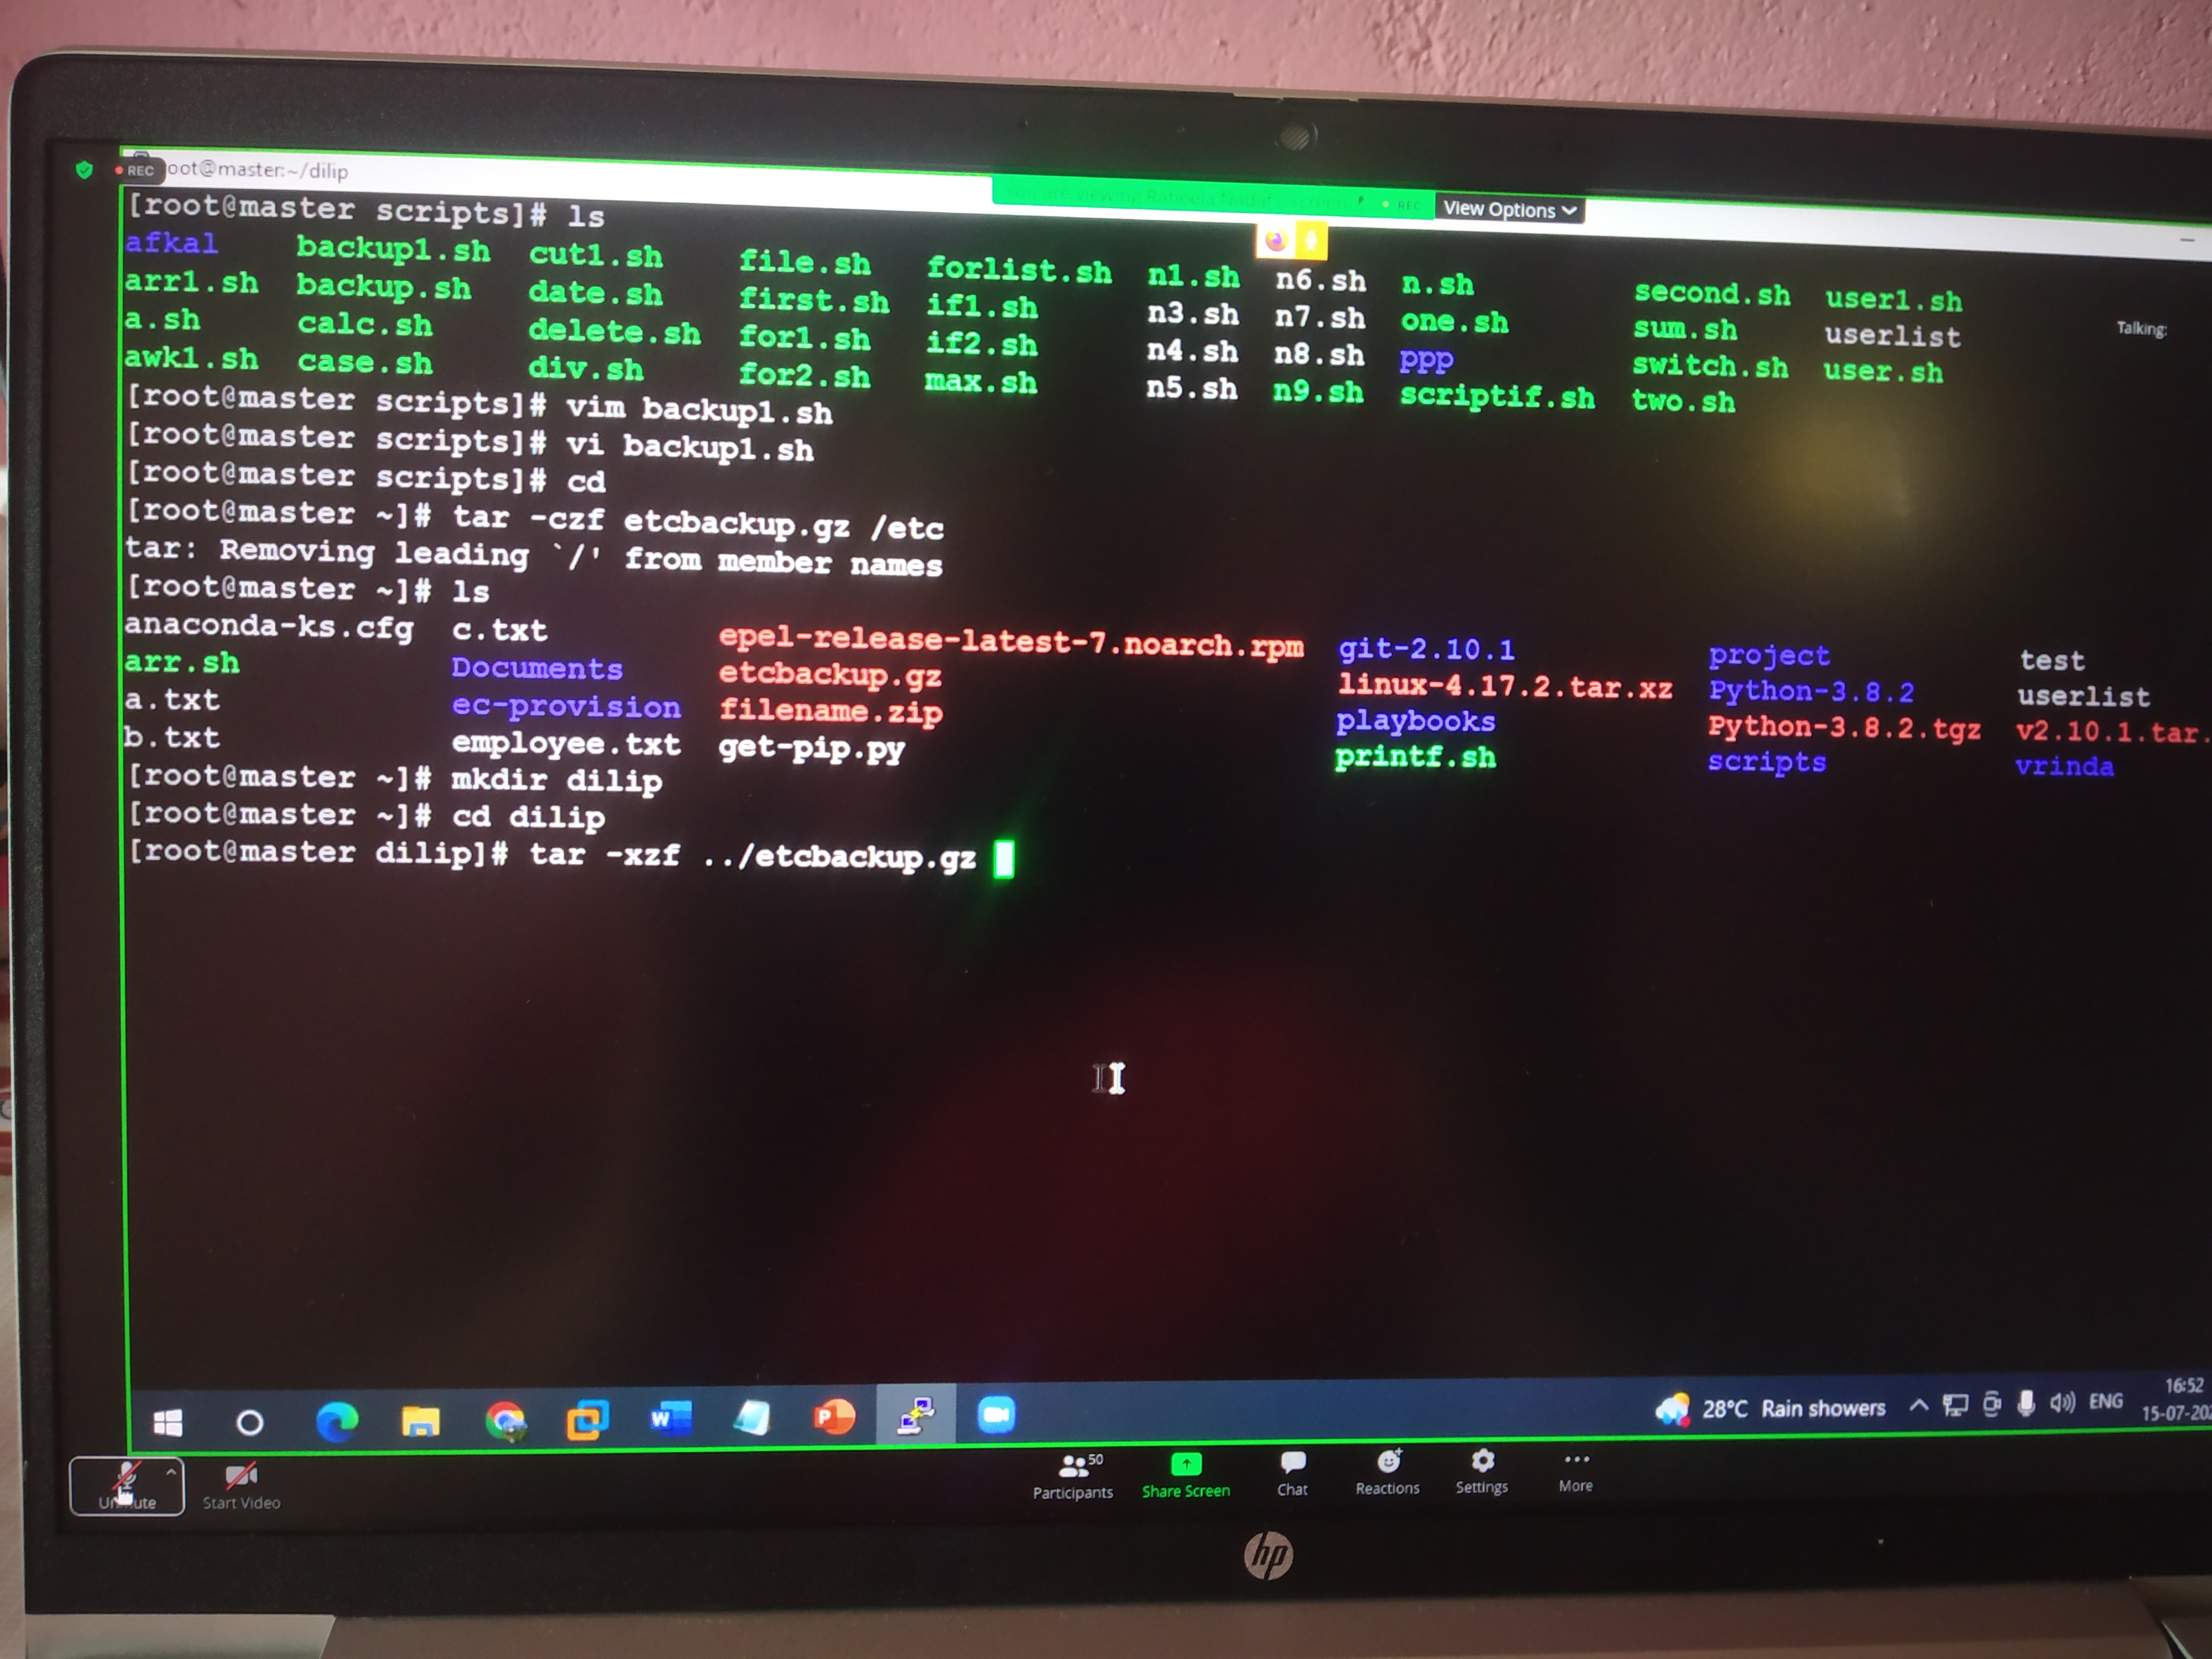 REC
oot@master:~/dilip
REC
View Options
[root@master scripts]# ls
afkal backup1.sh cut1.sh file.sh forlist.sh n1.sh n6.sh n.sh second.sh user1.sh
arr1.sh backup.sh date.sh first.sh if1.sh n3.sh n7.sh one.sh sum.sh userlist
a.sh calc.sh delete.sh for1.sh if2.sh n4.sh n8.sh ppp switch.sh user.sh
awk1.sh case.sh div.sh for2.sh max.sh n5.sh n9.sh scriptif.sh two.sh
Talking:
[root@master scripts]# vim backup1.sh
[root@master scripts]# vi backup1.sh
[root@master scripts]# cd
[root@master ~]# tar -czf etcbackup.gz /etc
tar: Removing leading `/' from member names
[root@master ~]# ls
anaconda-ks.cfg c.txt epel-release-latest-7.noarch.rpm git-2.10.1 project test
arr.sh Documents etcbackup.gz linux-4.17.2.tar.xz Python-3.8.2 userlist
a.txt ec-provision filename.zip playbooks Python-3.8.2.tgz v2.10.1.tar.
b.txt employee.txt get-pip.py printf.sh scripts vrinda
[root@master ~]# mkdir dilip
[root@master ~]# cd dilip
[root@master dilip]# tar -xzf ../etcbackup.gz
28°C Rain showers ENG 16:52
15-07-202
50
Unmute Start Video Participants Share Screen Chat Reactions Settings More
hp